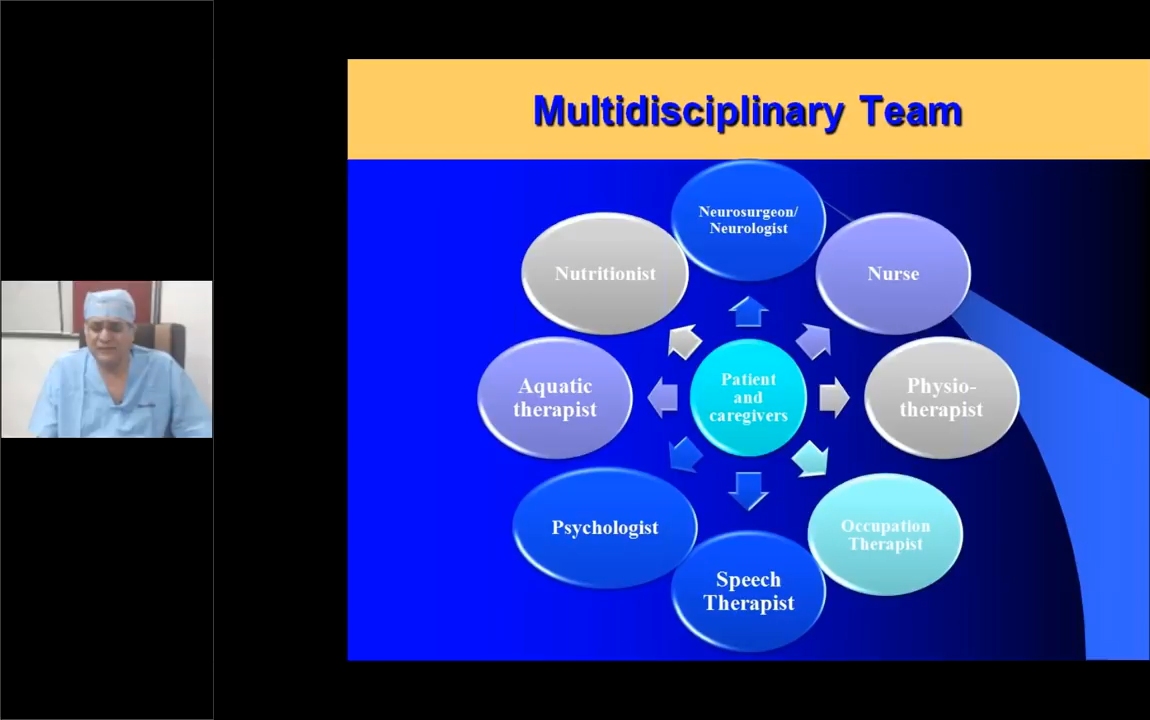 Multidisciplinary Team
Neurosurgeon/
Neurologist
Nutritionist
Nurse
Aquatic
therapist
Patient
and
caregivers
Physio-
therapist
Psychologist
Occupation
Therapist
Speech
Therapist